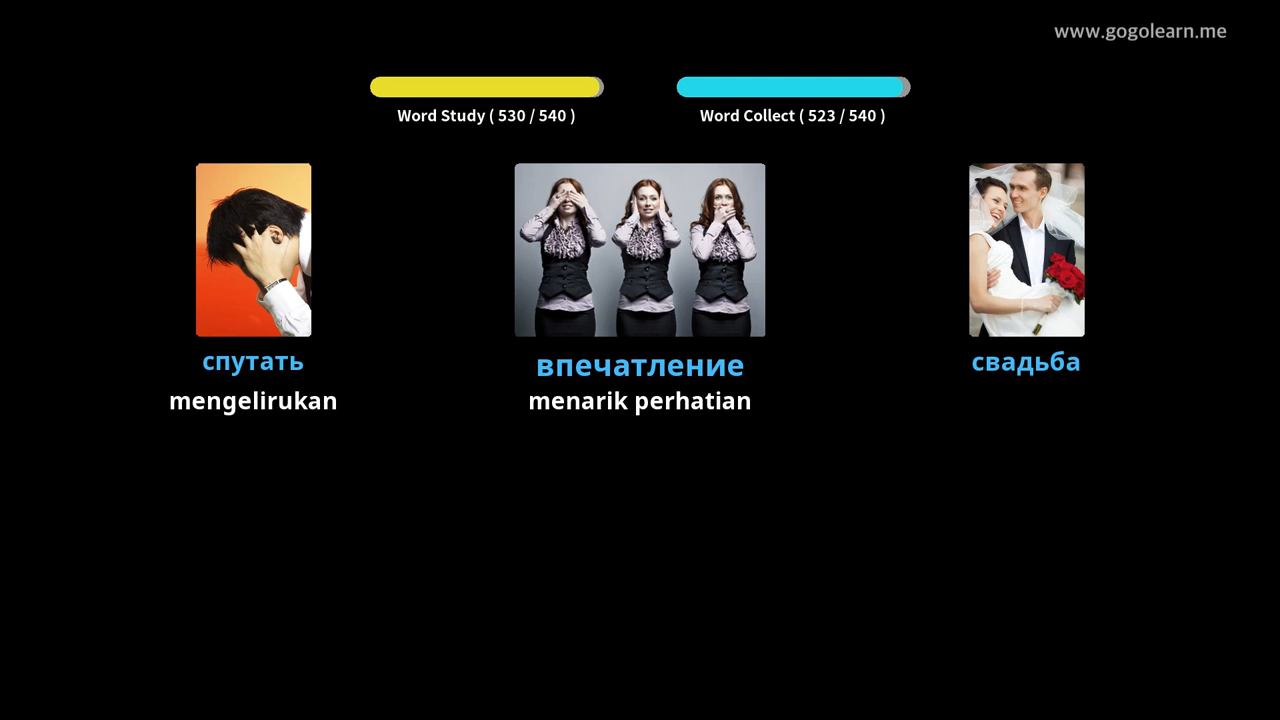 www.gogolearn.me
Word Study ( 530 / 540 )
Word Collect ( 523 / 540 )
спутать
впечатление
свадьба
mengelirukan
menarik perhatian